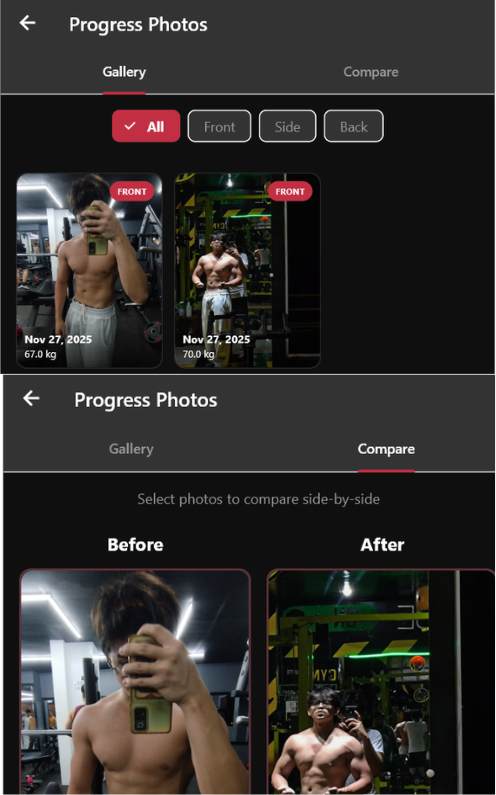 Progress Photos
Gallery Compare
All Front Side Back
FRONT FRONT
Nov 27, 2025 Nov 27, 2025
67.0 kg 70.0 kg
Progress Photos
Gallery Compare
Select photos to compare side-by-side
Before After